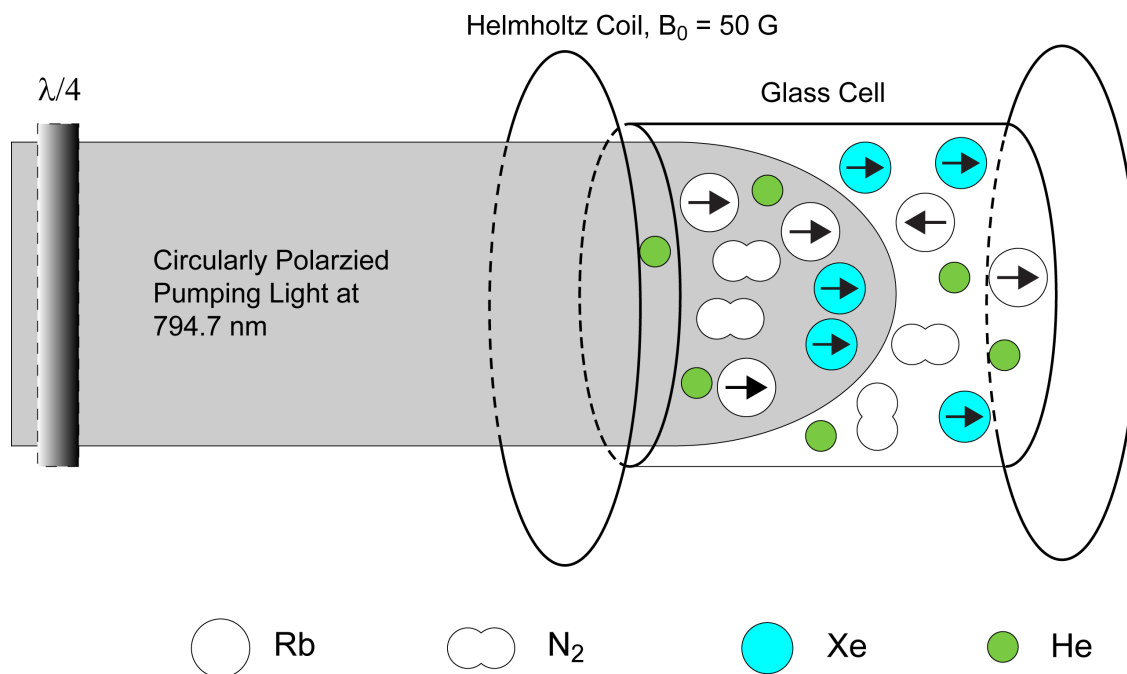 Helmholtz Coil, B₀ = 50 G
λ/4
Glass Cell
Circularly Polarzied
Pumping Light at
794.7 nm
Rb
N₂
Xe
He